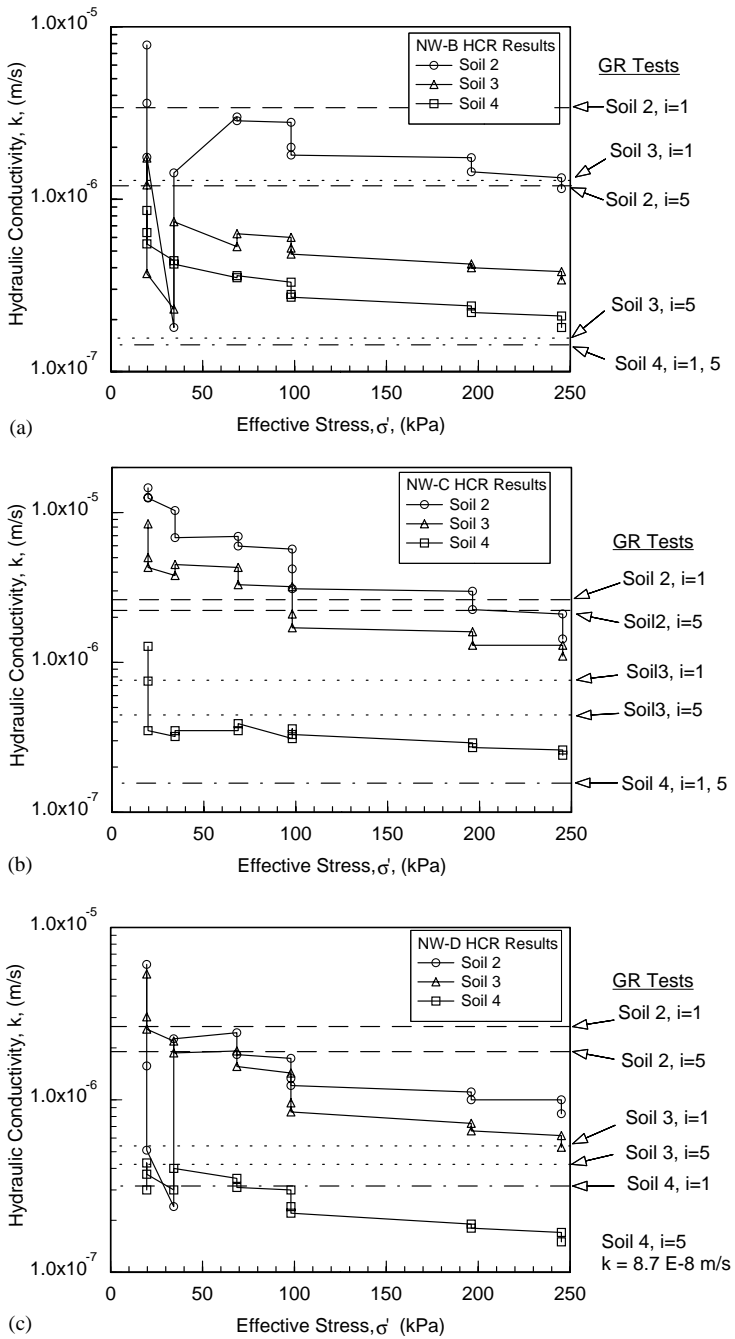 1.0x10⁻⁵
NW-B HCR Results
Soil 2
Soil 3
Soil 4
GR Tests
Soil 2, i=1
Soil 3, i=1
Soil 2, i=5
Soil 3, i=5
Soil 4, i=1, 5
1.0x10⁻⁶
1.0x10⁻⁷
Hydraulic Conductivity, k, (m/s)
0 50 100 150 200 250
Effective Stress,σ', (kPa)
(a)
1.0x10⁻⁵
NW-C HCR Results
Soil 2
Soil 3
Soil 4
GR Tests
Soil 2, i=1
Soil2, i=5
Soil3, i=1
Soil3, i=5
Soil 4, i=1, 5
1.0x10⁻⁶
1.0x10⁻⁷
Hydraulic Conductivity, k, (m/s)
0 50 100 150 200 250
Effective Stress,σ', (kPa)
(b)
1.0x10⁻⁵
NW-D HCR Results
Soil 2
Soil 3
Soil 4
GR Tests
Soil 2, i=1
Soil 2, i=5
Soil 3, i=1
Soil 3, i=5
Soil 4, i=1
Soil 4, i=5
k = 8.7 E-8 m/s
1.0x10⁻⁶
1.0x10⁻⁷
Hydraulic Conductivity, k, (m/s)
0 50 100 150 200 250
Effective Stress,σ', (kPa)
(c)